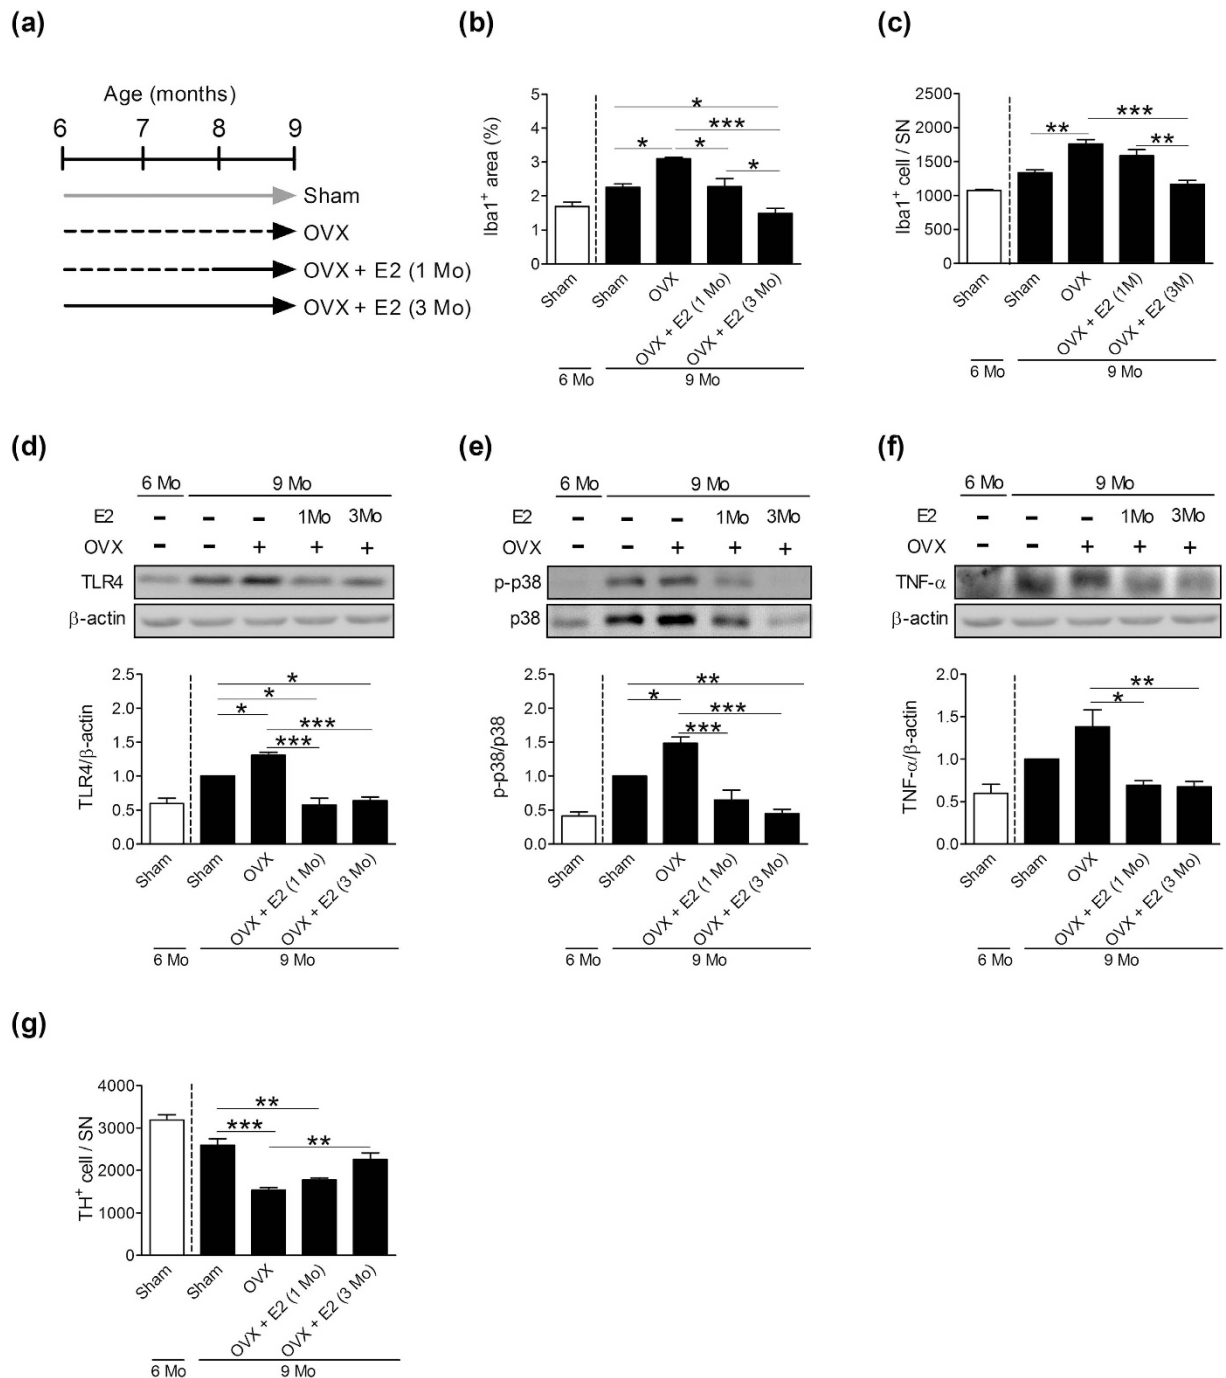 (a)
Age (months)
6 7 8 9
Sham
OVX
OVX + E2 (1 Mo)
OVX + E2 (3 Mo)
(b)
Iba1+ area (%)
5
4
3
2
1
0
* *** * * *
Sham Sham OVX OVX + E2 (1 Mo) OVX + E2 (3 Mo)
6 Mo 9 Mo
(c)
Iba1+ cell / SN
2500
2000
1500
1000
500
0
*** ** **
Sham Sham OVX OVX + E2 (1M) OVX + E2 (3M)
6 Mo 9 Mo
(d)
6 Mo 9 Mo
E2 - - - 1Mo 3Mo
OVX - - + + +
TLR4
β-actin
TLR4/β-actin
2.5
2.0
1.5
1.0
0.5
0.0
* * * *** ***
Sham Sham OVX OVX + E2 (1 Mo) OVX + E2 (3 Mo)
6 Mo 9 Mo
(e)
6 Mo 9 Mo
E2 - - - 1Mo 3Mo
OVX - - + + +
p-p38
p38
p-p38/p38
2.5
2.0
1.5
1.0
0.5
0.0
** * *** ***
Sham Sham OVX OVX + E2 (1 Mo) OVX + E2 (3 Mo)
6 Mo 9 Mo
(f)
6 Mo 9 Mo
E2 - - - 1Mo 3Mo
OVX - - + + +
TNF-α
β-actin
TNF-α/β-actin
2.0
1.5
1.0
0.5
0.0
** *
Sham Sham OVX OVX + E2 (1 Mo) OVX + E2 (3 Mo)
6 Mo 9 Mo
(g)
TH+ cell / SN
4000
3000
2000
1000
0
** *** **
Sham Sham OVX OVX + E2 (1 Mo) OVX + E2 (3 Mo)
6 Mo 9 Mo